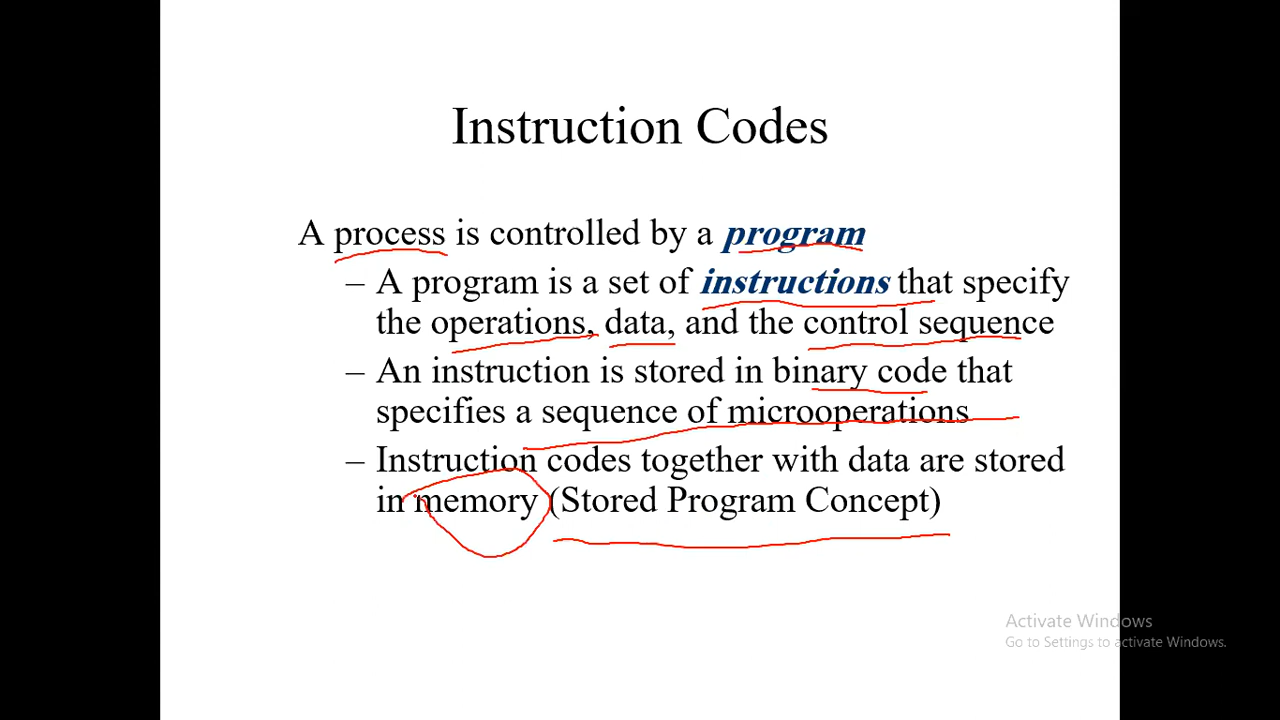 Instruction Codes
A process is controlled by a program
– A program is a set of instructions that specify
the operations, data, and the control sequence
– An instruction is stored in binary code that
specifies a sequence of microoperations
– Instruction codes together with data are stored
in memory (Stored Program Concept)
Activate Windows
Go to Settings to activate Windows.